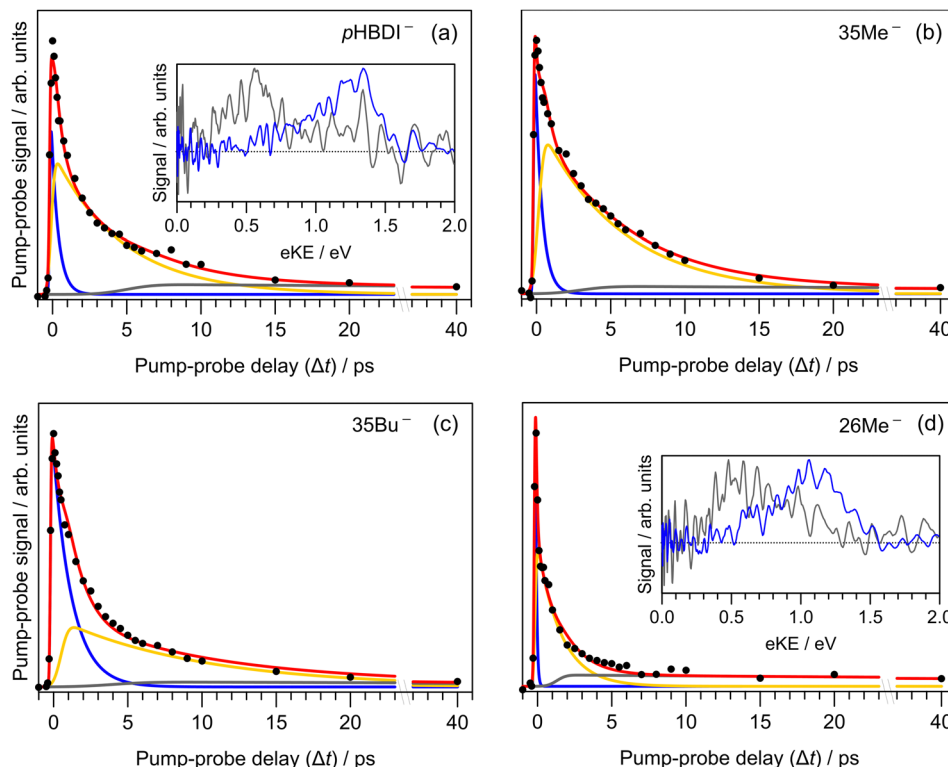 pHBDI⁻ (a)
Pump-probe signal / arb. units
Signal / arb. units
0.0 0.5 1.0 1.5 2.0
eKE / eV
0 5 10 15 20 40
Pump-probe delay (Δt) / ps
35Me⁻ (b)
0 5 10 15 20 40
Pump-probe delay (Δt) / ps
35Bu⁻ (c)
Pump-probe signal / arb. units
0 5 10 15 20 40
Pump-probe delay (Δt) / ps
26Me⁻ (d)
Signal / arb. units
0.0 0.5 1.0 1.5 2.0
eKE / eV
0 5 10 15 20 40
Pump-probe delay (Δt) / ps